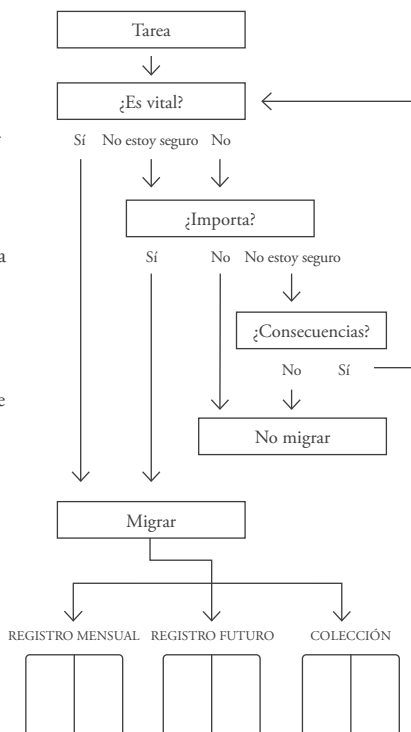 Tarea
¿Es vital?
Sí No estoy seguro No
¿Importa?
a
Sí No No estoy seguro
¿Consecuencias?
No Sí
e
No migrar
Migrar
REGISTRO MENSUAL REGISTRO FUTURO COLECCIÓN